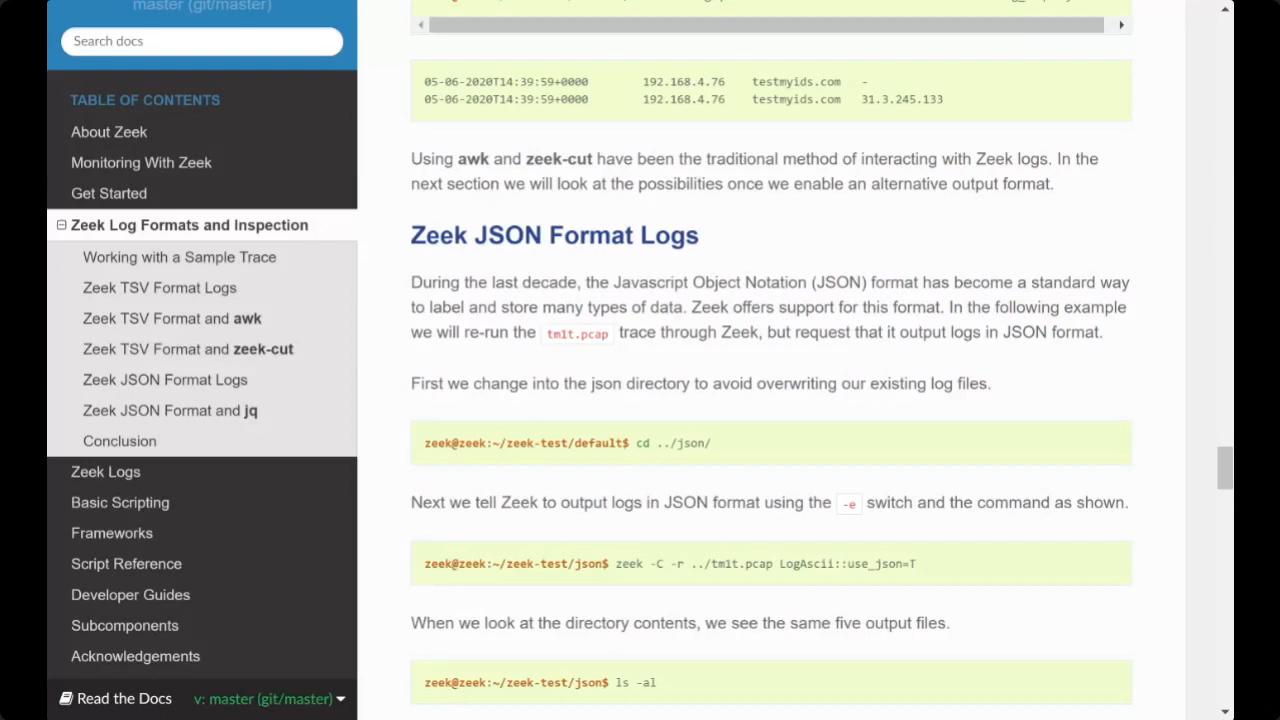 master (git/master)
Search docs
TABLE OF CONTENTS
About Zeek
Monitoring With Zeek
Get Started
Zeek Log Formats and Inspection
Working with a Sample Trace
Zeek TSV Format Logs
Zeek TSV Format and awk
Zeek TSV Format and zeek-cut
Zeek JSON Format Logs
Zeek JSON Format and jq
Conclusion
Zeek Logs
Basic Scripting
Frameworks
Script Reference
Developer Guides
Subcomponents
Acknowledgements
Read the Docs v: master (git/master)
05-06-2020T14:39:59+0000 192.168.4.76 testmyids.com -
05-06-2020T14:39:59+0000 192.168.4.76 testmyids.com 31.3.245.133
Using awk and zeek-cut have been the traditional method of interacting with Zeek logs. In the
next section we will look at the possibilities once we enable an alternative output format.
Zeek JSON Format Logs
During the last decade, the Javascript Object Notation (JSON) format has become a standard way
to label and store many types of data. Zeek offers support for this format. In the following example
we will re-run the tm1t.pcap trace through Zeek, but request that it output logs in JSON format.
First we change into the json directory to avoid overwriting our existing log files.
zeek@zeek:~/zeek-test/default$ cd ../json/
Next we tell Zeek to output logs in JSON format using the -e switch and the command as shown.
zeek@zeek:~/zeek-test/json$ zeek -C -r ../tm1t.pcap LogAscii::use_json=T
When we look at the directory contents, we see the same five output files.
zeek@zeek:~/zeek-test/json$ ls -al